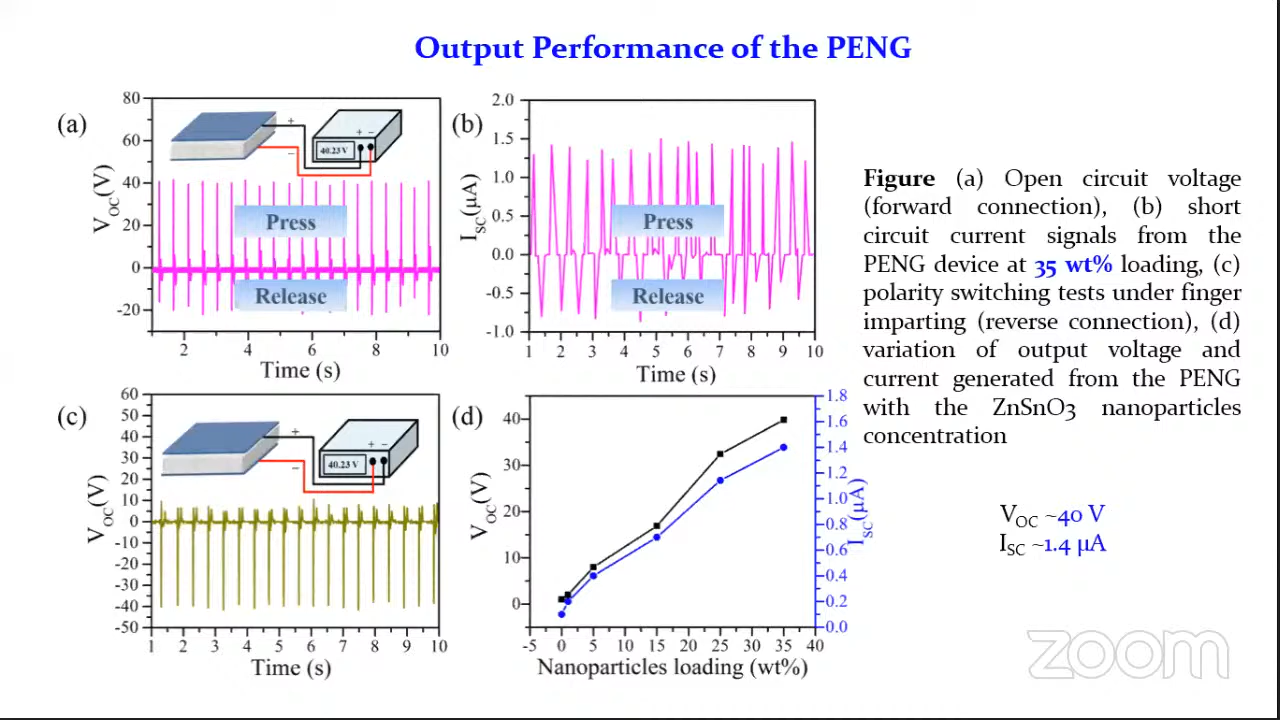 Output Performance of the PENG
(a)
80
60
40
20
0
-20
V_OC(V)
+
−
+ −
40.23 V
Press
Release
2 4 6 8 10
Time (s)
(b)
2.0
1.5
1.0
0.5
0.0
-0.5
-1.0
I_SC(μA)
Press
Release
1 2 3 4 5 6 7 8 9 10
Time (s)
(c)
60
50
40
30
20
10
0
-10
-20
-30
-40
-50
V_OC(V)
+
−
+ −
40.23 V
1 2 3 4 5 6 7 8 9 10
Time (s)
(d)
40
30
20
10
0
V_OC(V)
1.8
1.6
1.4
1.2
1.0
0.8
0.6
0.4
0.2
0.0
I_SC(μA)
-5 0 5 10 15 20 25 30 35 40
Nanoparticles loading (wt%)
Figure (a) Open circuit voltage
(forward connection), (b) short
circuit current signals from the
PENG device at 35 wt% loading, (c)
polarity switching tests under finger
imparting (reverse connection), (d)
variation of output voltage and
current generated from the PENG
with the ZnSnO3 nanoparticles
concentration
V_OC ~40 V
I_SC ~1.4 μA
zoom